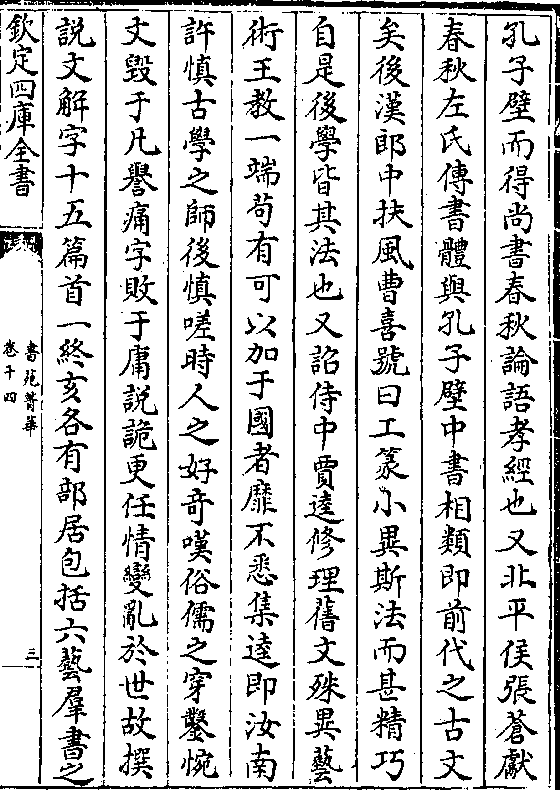 孔子壁而得尚書春秋論語孝經也又北平侯張蒼獻
春秋左氏傳書體與孔子壁中書相類即前代之古文
矣後漢郎中扶風曹喜號曰工篆小異斯法而甚精巧
自是後學皆其法也又詔侍中賈逵修理舊文殊異藝
術王教一端苟有可以加于國者靡不悉集逵即汝南
許慎古學之師後慎嗟時人之好奇嘆俗儒之穿鑿惋
文毀于凡譽痛字敗于庸說詭更任情變亂於世故撰
說文解字十五篇首一終亥各有部居包括六藝羣書之
欽定四庫全書
書苑菁華
卷十四
三